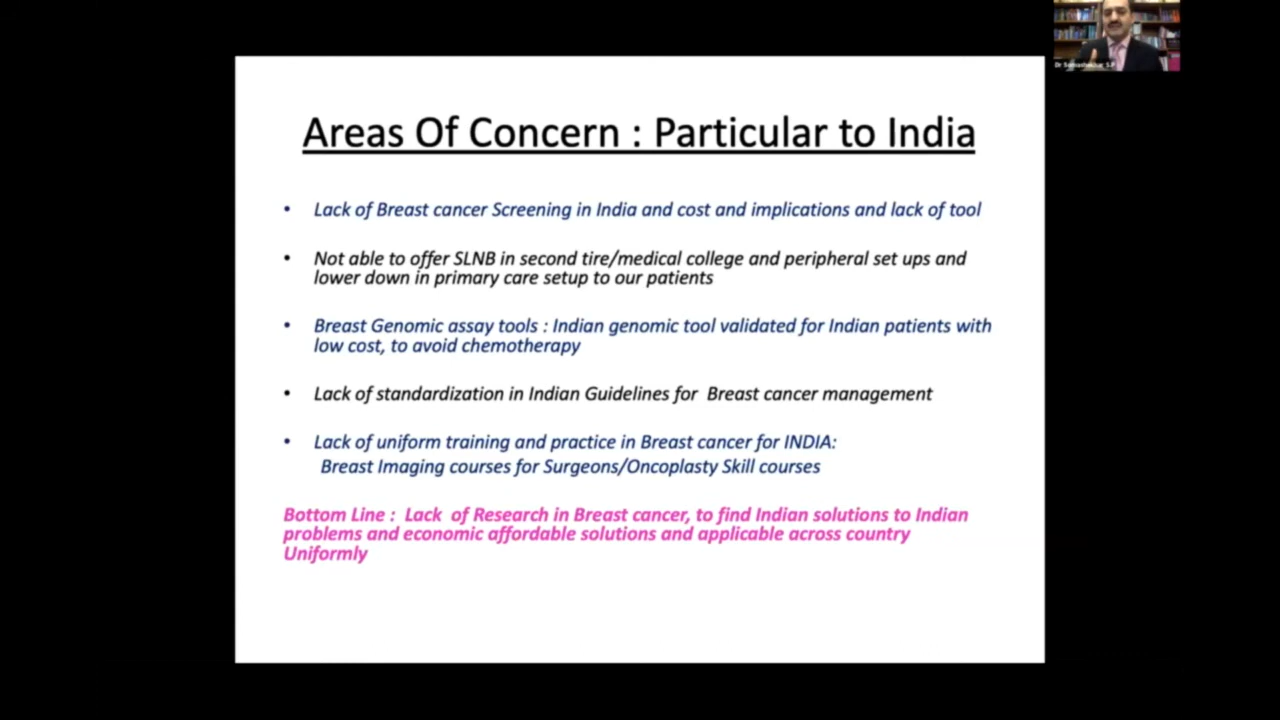 Areas Of Concern : Particular to India
• Lack of Breast cancer Screening in India and cost and implications and lack of tool
• Not able to offer SLNB in second tire/medical college and peripheral set ups and
lower down in primary care setup to our patients
• Breast Genomic assay tools : Indian genomic tool validated for Indian patients with
low cost, to avoid chemotherapy
• Lack of standardization in Indian Guidelines for Breast cancer management
• Lack of uniform training and practice in Breast cancer for INDIA:
Breast Imaging courses for Surgeons/Oncoplasty Skill courses
Bottom Line : Lack of Research in Breast cancer, to find Indian solutions to Indian
problems and economic affordable solutions and applicable across country
Uniformly
Dr